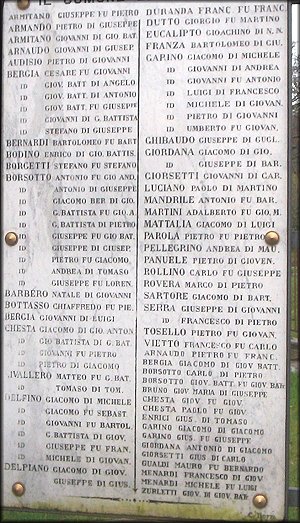 ARMITANO GIUSEPPE FU PIETRO
ARMANDO PIETRO DI GIUSEPPE
ARMITANO GIOVANNI DI GIO. BAT.
ARNAUDO GIOVANNI DI GIUSEP.
AUDISIO PIETRO DI GIOVANNI
BERGIA CESARE FU GIOVANNI
ID GIOV. BATT. DI ANGELO
ID GIOV. BATT. DI ANTONIO
ID GIOV. BATT. FU GIUSEPPE
ID GIOVANNI DI G. BATTISTA
ID STEFANO DI GIUSEPPE
BERNARDI BARTOLOMEO FU BART
BODINO ENRICO DI GIO. BATTIS.
BORGETTI STEFANO FU STEFANO
BORSOTTO ANTONIO FU GIO AND.
ID ANTONIO DI GIUSEPPE
ID GIACOMO BER. DI GIO.
ID G. BATTISTA FU GIO. A.
ID G. BATTISTA DI PIETRO
ID GIUSEPPE FU GIO BAT.
ID GIOVANNI DI GIUSEP.
ID PIETRO FU GIACOMO
ID ANDREA DI TOMASO
ID GIUSEPPE FU LOREN.
BARBERO NATALE DI GIOVANNI
BOTTASSO CHIAFFREDO FU PIE.
BERGIA GIOVANNI DI LUIGI
CHESTA GIACOMO DI GIO. ANTON
ID GIO BATTISTA DI G. BAT.
ID GIOVANNI FU PIETRO
ID PIETRO DI GIACOMO
MATTEO FU G. BAT.
ID TOMASO DI TOM.
DELFINO GIACOMO DI MICHELE
ID GIACOMO FU SEBAST.
ID GIOVANNI FU BARTOL
ID G. BATTISTA DI GIOV.
ID GIUSEPPE FU FRAN.
ID MICHELE DI GIOVAN.
DELPIANO GIACOMO DI GIOV.
ID GIUSEPPE DI GIUS.
DURANDA FRANC. FU FRANC.
DUTTO GIORGIO FU MARTINO
EUCALIPTO GIOACHINO DI N. N.
FRANZA BARTOLOMEO DI GIU.
GARINO GIACOMO DI MICHELE
ID GIOVANNI DI ANDREA
ID GIOVANNI FU ANTONIO
ID LUIGI DI FRANCESCO
ID MICHELE DI GIOVAN.
ID PIETRO DI GIOVANNI
ID UMBERTO FU GIOVAN.
GHIBAUDO GIUSEPPE DI GUGL.
GIORDANA GIACOMO DI GIO.
ID GIUSEPPE DI BAR.
GIORSETTI GIOVANNI DI CAR.
LUCIANO PAOLO DI MARTINO
MANDRILE ANTONIO FU BAR.
MARTINI ADALBERTO FU GIO. M.
MATTALIA GIACOMO DI LUIGI
PAROLA PIETRO FU PIETRO
PELLEGRINO ANDREA DI MAU.
PANUELE PIETRO DI GIOVEN.
ROLLINO CARLO FU GIUSEPPE
ROVERA MARCO DI PIETRO
SARTORE GIACOMO DI BART.
SERRA GIUSEPPE DI GIOVANNI
ID FRANCESCO DI PIETRO
TOSELLO PIETRO FU GIOVAN.
VIETTO FRANCESCO FU CARLO
ARNAUDO PIETRO FU FRANC.
BERGIA GIACOMO DI GIOV BATT.
BORSOTTO CARLO DI PIETRO
BORSOTTO GIOV. BATT. FU GIOV. BAR
BRUNO GIOV MARIA DI GIUSEPPE
CHESTA GIOV. FU GIOV.
CHESTA PAOLO FU GIOV.
ENRICI GIUS. DI TOMASO
GARINO GIACOMO DI GIACOMO
GARINO GIUS. FU GIUSEPPE
GIORDANA ANTONIO DI GIACOMO
GIORSETTI GIUS. DI CARLO
GUALDI MAURO FU BERNARDO
MENARDI FRANCESCO DI GIOV
MENARDI MICHELE FU LUIGI
ZURLETTI GIOV. DI GIOV. BAR.